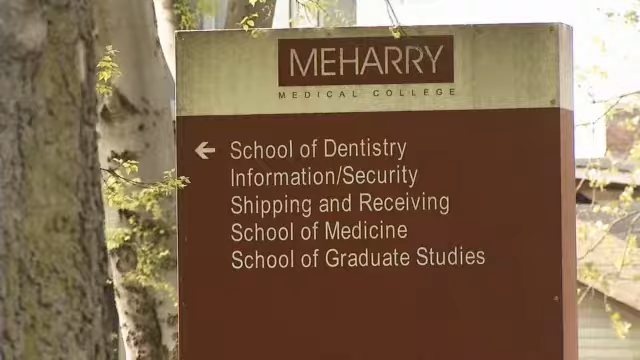 MEHARRY
MEDICAL COLLEGE
← School of Dentistry
Information/Security
Shipping and Receiving
School of Medicine
School of Graduate Studies